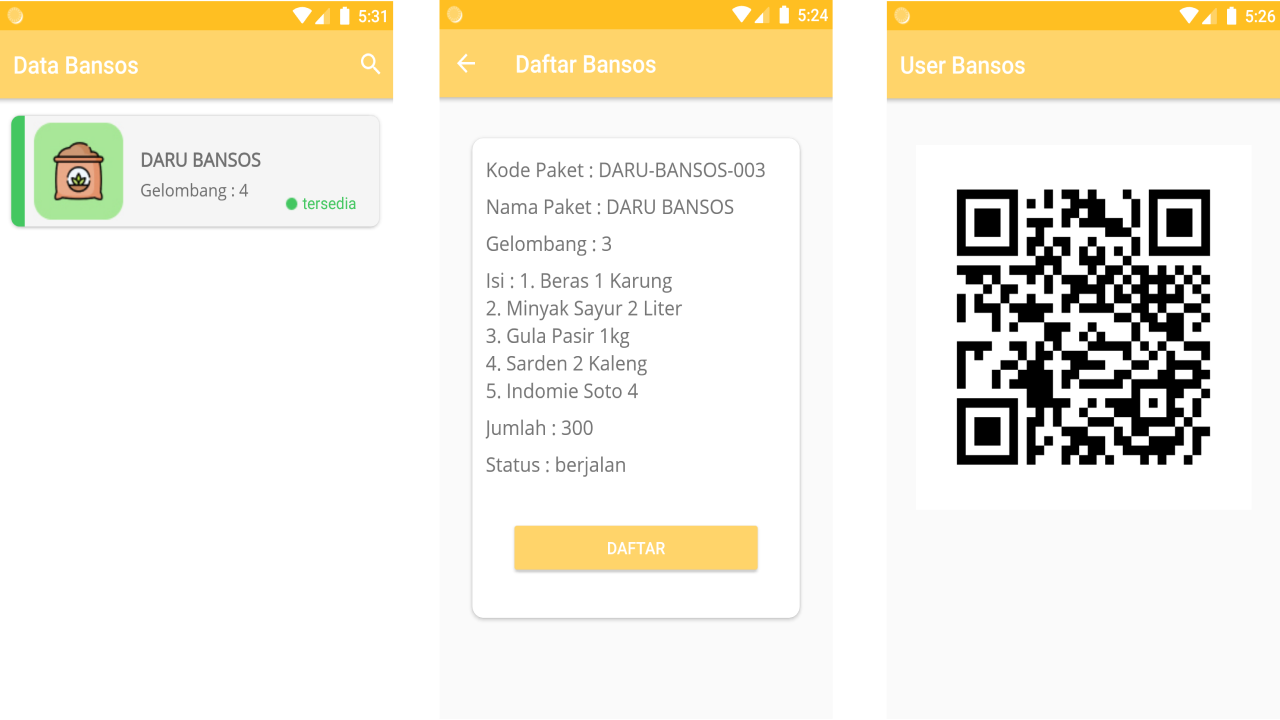 5:31
Data Bansos
DARU BANSOS
Gelombang : 4
tersedia
5:24
Daftar Bansos
Kode Paket : DARU-BANSOS-003
Nama Paket : DARU BANSOS
Gelombang : 3
Isi : 1. Beras 1 Karung
2. Minyak Sayur 2 Liter
3. Gula Pasir 1kg
4. Sarden 2 Kaleng
5. Indomie Soto 4
Jumlah : 300
Status : berjalan
DAFTAR
5:26
User Bansos